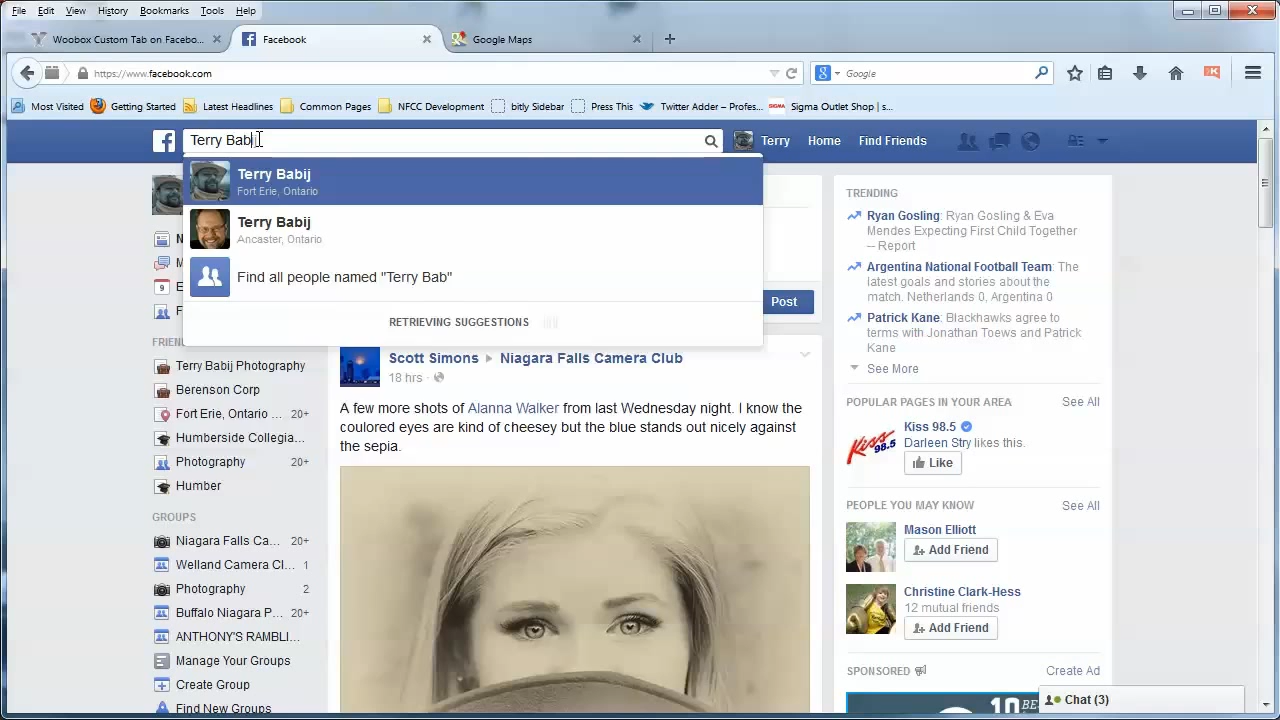 File Edit View History Bookmarks Tools Help
Woobox Custom Tab on Facebo... Facebook Google Maps
https://www.facebook.com Google
Most Visited Getting Started Latest Headlines Common Pages NFCC Development bitly Sidebar Press This Twitter Adder – Profes... Sigma Outlet Shop | s...
Terry Babij Terry Home Find Friends
Terry Babij
Fort Erie, Ontario
Terry Babij
Ancaster, Ontario
Find all people named "Terry Bab"
RETRIEVING SUGGESTIONS
Post
FRIEN
Terry Babij Photography
Berenson Corp
Fort Erie, Ontario ... 20+
Humberside Collegia...
Photography 20+
Humber
GROUPS
Niagara Falls Ca... 20+
Welland Camera Cl... 1
Photography 2
Buffalo Niagara P... 20+
ANTHONY'S RAMBLI...
Manage Your Groups
Create Group
Find New Groups
Scott Simons Niagara Falls Camera Club
18 hrs ·
A few more shots of Alanna Walker from last Wednesday night. I know the
coulored eyes are kind of cheesey but the blue stands out nicely against
the sepia.
TRENDING
Ryan Gosling: Ryan Gosling & Eva
Mendes Expecting First Child Together
-- Report
Argentina National Football Team: The
latest goals and stories about the
match. Netherlands 0, Argentina 0
Patrick Kane: Blackhawks agree to
terms with Jonathan Toews and Patrick
Kane
See More
POPULAR PAGES IN YOUR AREA See All
Kiss 98.5
Kiss 98.5
Darleen Stry likes this.
Like
PEOPLE YOU MAY KNOW See All
Mason Elliott
Add Friend
Christine Clark-Hess
12 mutual friends
Add Friend
SPONSORED Create Ad
Chat (3)